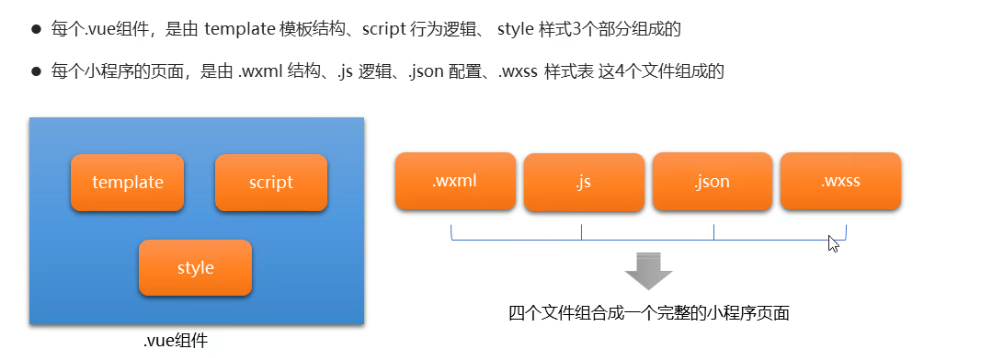 ● 每个.vue组件，是由 template 模板结构、script 行为逻辑、 style 样式3个部分组成的
● 每个小程序的页面，是由 .wxml 结构、.js 逻辑、.json 配置、.wxss 样式表 这4个文件组成的
template
script
style
.vue组件
.wxml
.js
.json
.wxss
四个文件组合成一个完整的小程序页面